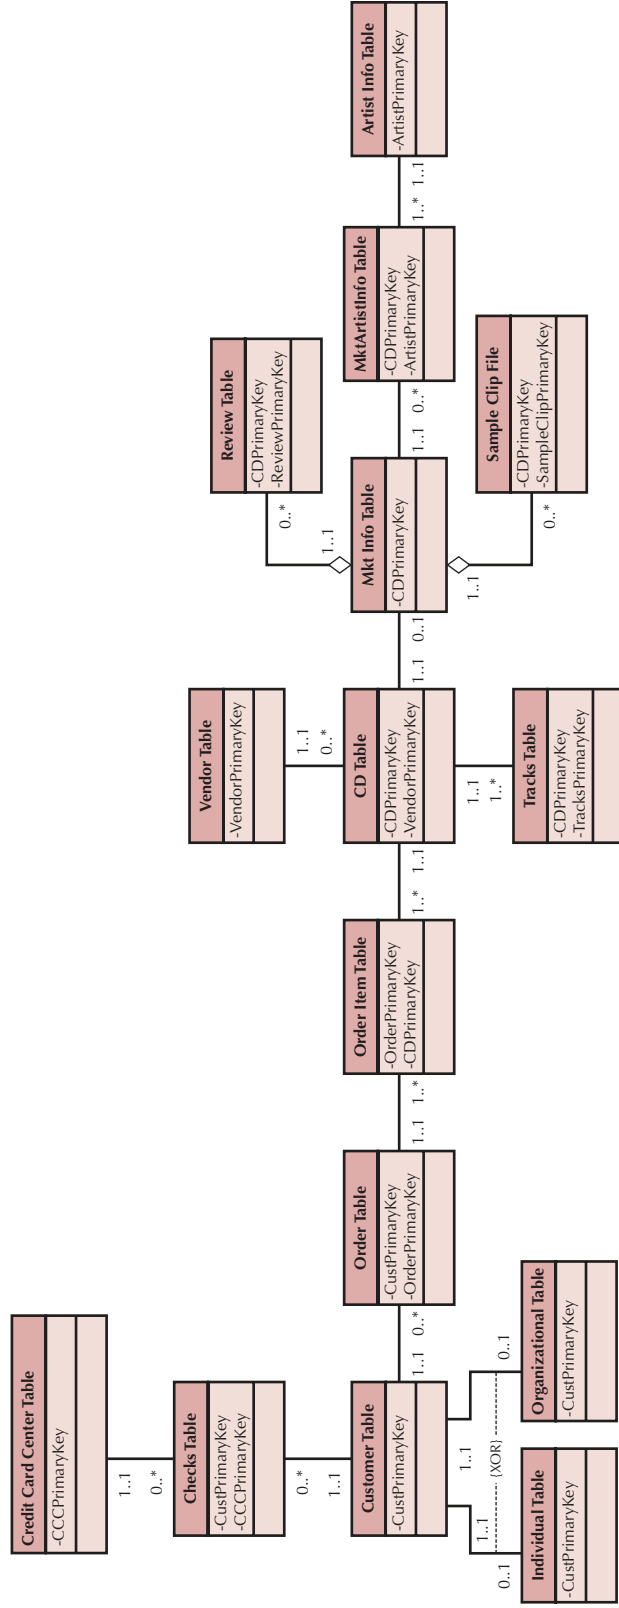 Credit Card Center Table
-CCCPrimaryKey
1..1
0..*
Checks Table
-CustPrimaryKey
-CCCPrimaryKey
0..*
1..1
Customer Table
-CustPrimaryKey
1..1
0..*
1..1
{XOR}
1..1
0..1
0..1
Individual Table
-CustPrimaryKey
Organizational Table
-CustPrimaryKey
Order Table
-CustPrimaryKey
-OrderPrimaryKey
1..1
1..*
Order Item Table
-OrderPrimaryKey
-CDPrimaryKey
1..*
1..1
Vendor Table
-VendorPrimaryKey
1..1
0..*
CD Table
-CDPrimaryKey
-VendorPrimaryKey
1..1
1..*
Tracks Table
-CDPrimaryKey
-TracksPrimaryKey
1..1
0..1
Review Table
-CDPrimaryKey
-ReviewPrimaryKey
0..*
1..1
Mkt Info Table
-CDPrimaryKey
1..1
0..*
Sample Clip File
-CDPrimaryKey
-SampleClipPrimaryKey
1..1
0..*
MktArtistInfo Table
-CDPrimaryKey
-ArtistPrimaryKey
1..*
1..1
Artist Info Table
-ArtistPrimaryKey